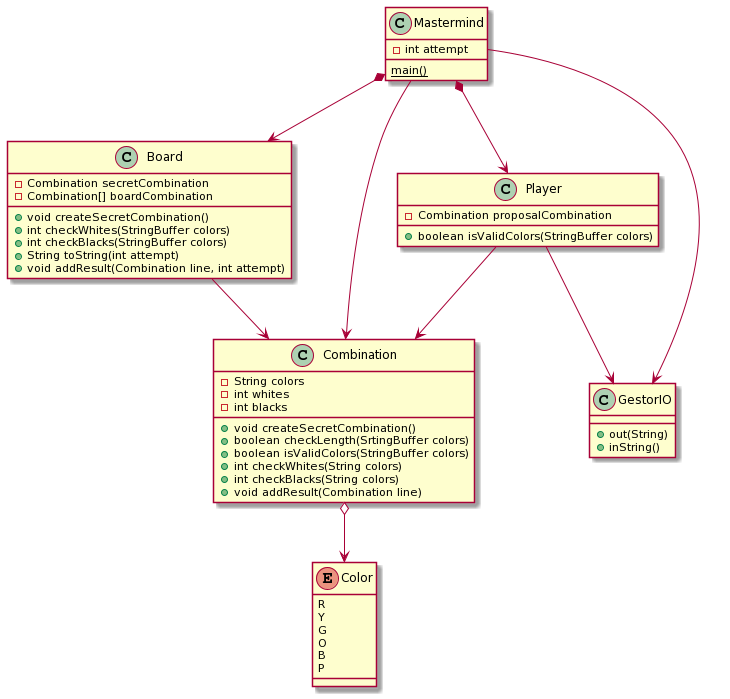 C Mastermind
int attempt
main()
C Board
Combination secretCombination
Combination[] boardCombination
void createSecretCombination()
int checkWhites(StringBuffer colors)
int checkBlacks(StringBuffer colors)
String toString(int attempt)
void addResult(Combination line, int attempt)
C Player
Combination proposalCombination
boolean isValidColors(StringBuffer colors)
C Combination
String colors
int whites
int blacks
void createSecretCombination()
boolean checkLength(SrtingBuffer colors)
boolean isValidColors(StringBuffer colors)
int checkWhites(String colors)
int checkBlacks(String colors)
void addResult(Combination line)
C GestorIO
out(String)
inString()
E Color
R
Y
G
O
B
P